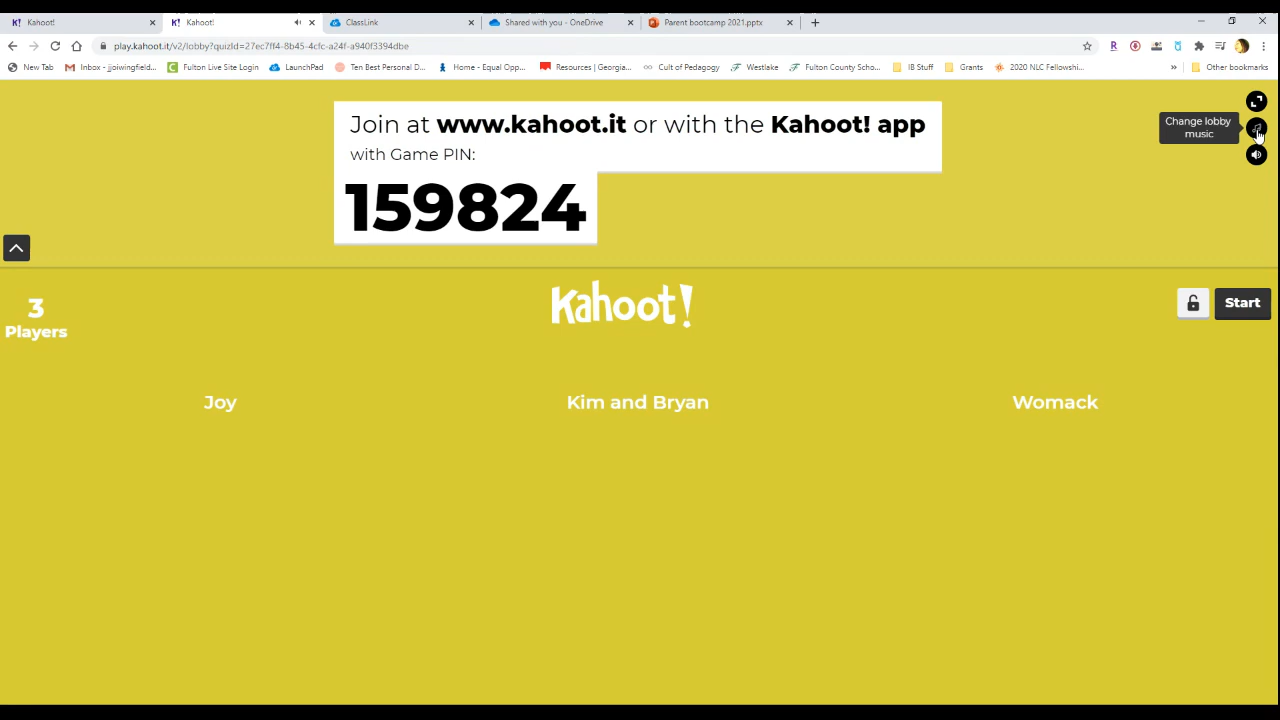 Kahoot!
Kahoot!
ClassLink
Shared with you - OneDrive
Parent bootcamp 2021.pptx
play.kahoot.it/v2/lobby?quizId=27ec7ff4-8b45-4cfc-a24f-a940f3394dbe
New Tab
Inbox - jjoiwingfield...
Fulton Live Site Login
LaunchPad
Ten Best Personal D...
Home - Equal Opp...
Resources | Georgia...
Cult of Pedagogy
Westlake
Fulton County Scho...
IB Stuff
Grants
2020 NLC Fellowshi...
»
Other bookmarks
Join at www.kahoot.it or with the Kahoot! app
with Game PIN:
159824
Change lobby
music
3
Players
Kahoot!
Start
Joy
Kim and Bryan
Womack